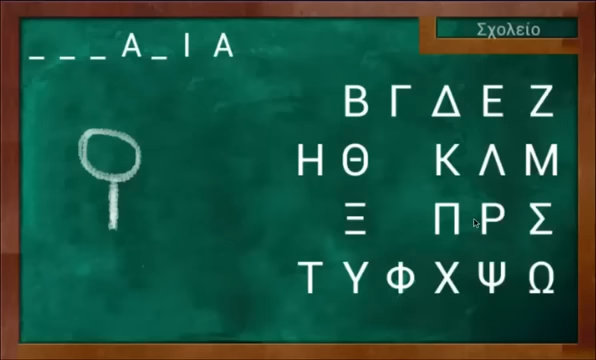 Σχολείο
_ _ _ Α _ Ι Α
Β Γ Δ Ε Ζ
Η Θ Κ Λ Μ
Ξ Π Ρ Σ
Τ Υ Φ Χ Ψ Ω